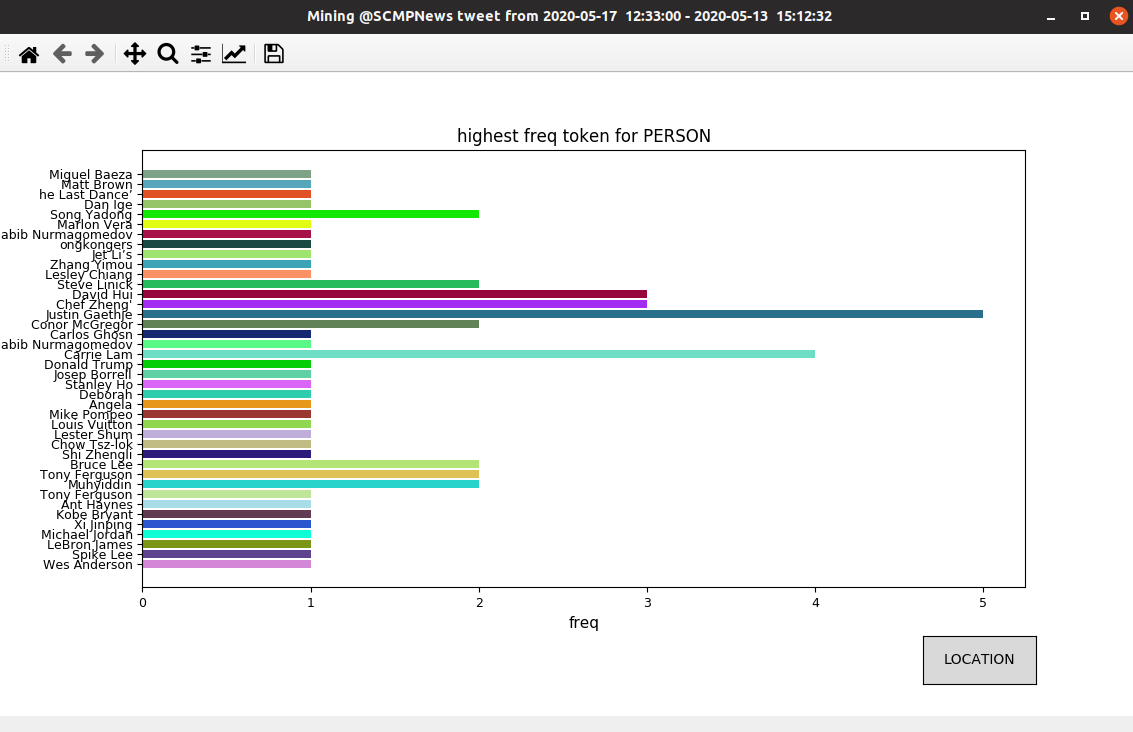 Mining @SCMPNews tweet from 2020-05-17  12:33:00 - 2020-05-13  15:12:32
highest freq token for PERSON
Miguel Baeza
Matt Brown
he Last Dance’
Dan Ige
Song Yadong
Marlon Vera
abib Nurmagomedov
ongkongers
Jet Li’s
Zhang Yimou
Lesley Chiang
Steve Linick
David Hui
Chef Zheng'
Justin Gaethje
Conor McGregor
Carlos Ghosn
abib Nurmagomedov
Carrie Lam
Donald Trump
Josep Borrell
Stanley Ho
Deborah
Angela
Mike Pompeo
Louis Vuitton
Lester Shum
Chow Tsz-lok
Shi Zhengli
Bruce Lee
Tony Ferguson
Muhyiddin
Tony Ferguson
Ant Haynes
Kobe Bryant
Xi Jinping
Michael Jordan
LeBron James
Spike Lee
Wes Anderson
0 1 2 3 4 5
freq
LOCATION